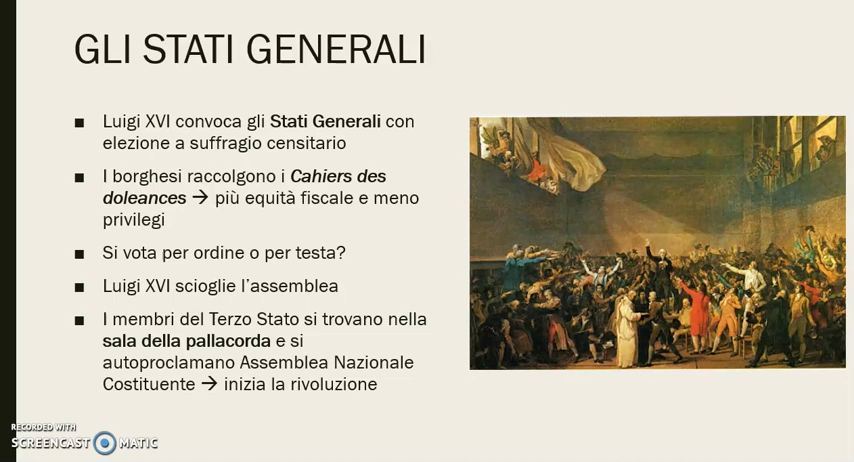 GLI STATI GENERALI
■ Luigi XVI convoca gli Stati Generali con
elezione a suffragio censitario
■ I borghesi raccolgono i Cahiers des
doleances → più equità fiscale e meno
privilegi
■ Si vota per ordine o per testa?
■ Luigi XVI scioglie l'assemblea
■ I membri del Terzo Stato si trovano nella
sala della pallacorda e si
autoproclamano Assemblea Nazionale
Costituente → inizia la rivoluzione
RECORDED WITH
SCREENCAST MATIC